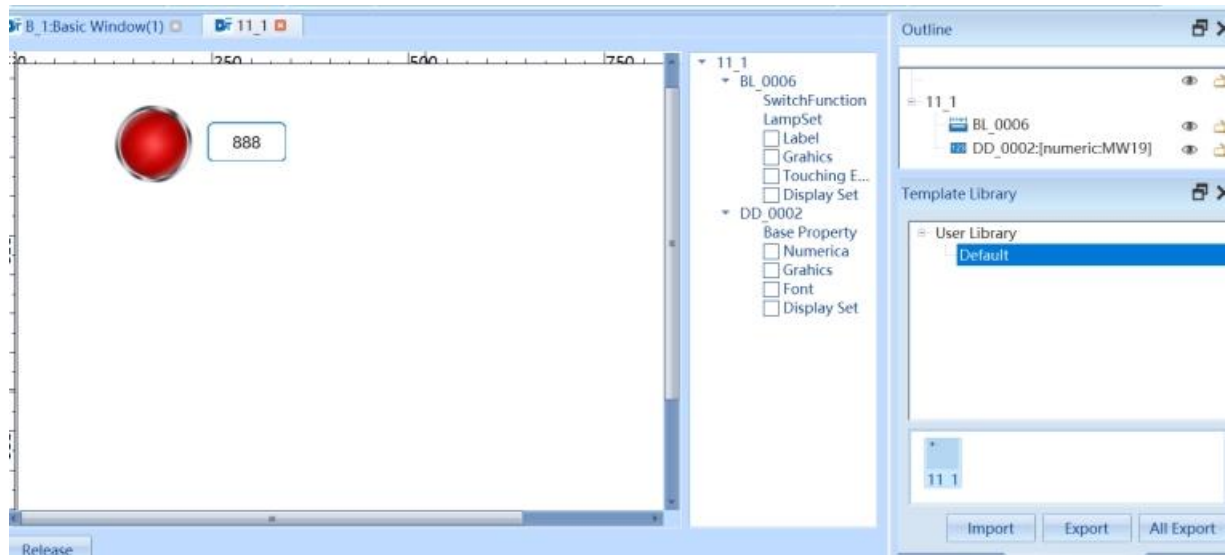 B_1:Basic Window(1)
11_1
Outline
250
500
750
888
11_1
BL_0006
SwitchFunction
LampSet
Label
Grahics
Touching E...
Display Set
DD_0002
Base Property
Numerica
Grahics
Font
Display Set
11_1
BL_0006
DD_0002:[numeric:MW19]
Template Library
User Library
Default
11_1
Import
Export
All Export
Release